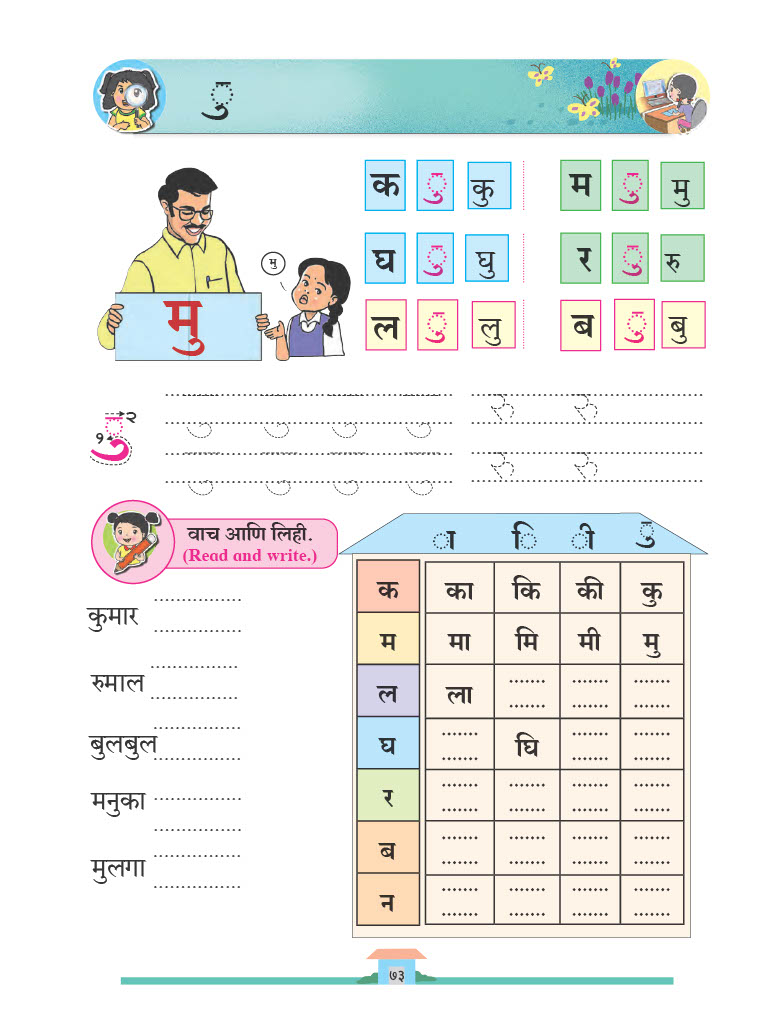 ु
क ु कु म ु मु
मु
घ ु घु र ु रु
मु
ल ु लु ब ु बु
१ ु २
ु ु ु ु रु रु
ु ु ु ु रु रु
वाच आणि लिही.
(Read and write.)
ा ि ी ु
कुमार
रुमाल
बुलबुल
मनुका
मुलगा
क का कि की कु
म मा मि मी मु
ल ला
घ घि
र
ब
न
७३